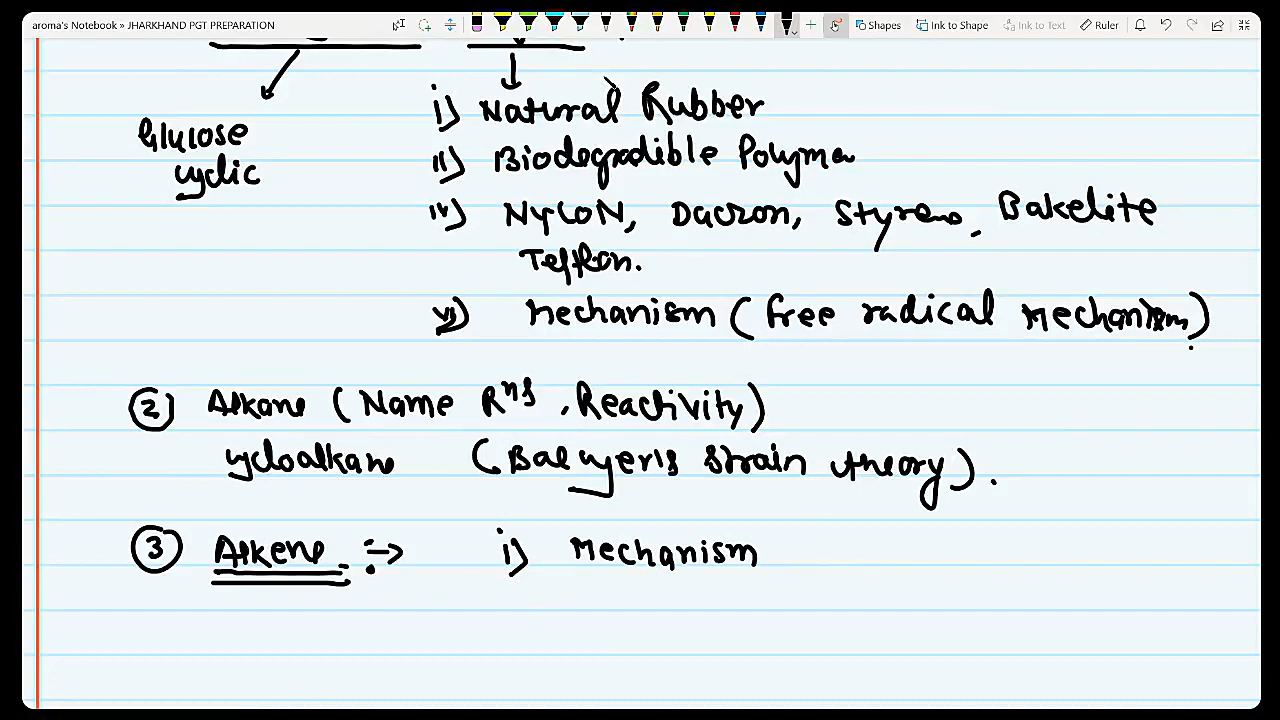 aroma's Notebook » JHARKHAND PGT PREPARATION
Shapes Ink to Shape Ink to Text Ruler
i) Natural Rubber
Glucose
cyclic
ii) Biodegradible Polyme
iv) NyLoN, Dacron, Styrene, Bakelite
Teflon.
vi) Mechanism (free radical Mechanism)
② Alkane (Name Rns, Reactivity)
cycloalkane (Baeyer's strain theory).
③ Alkene :-> i) Mechanism